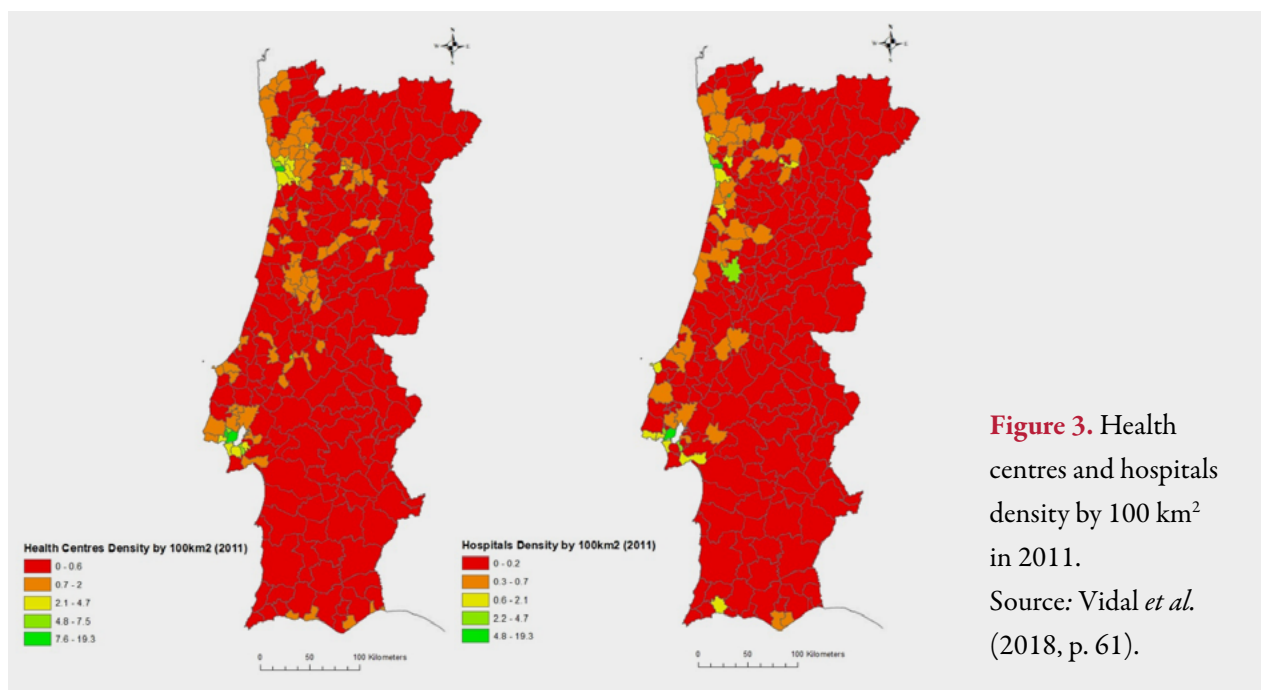 N
W E
S
N
W E
S
Health Centres Density by 100km2 (2011)
0 - 0.6
0.7 - 2
2.1 - 4.7
4.8 - 7.5
7.6 - 19.3
0 50 100 Kilometers
Hospitals Density by 100km2 (2011)
0 - 0.2
0.3 - 0.7
0.6 - 2.1
2.2 - 4.7
4.8 - 19.3
0 50 100 Kilometers
Figure 3. Health
centres and hospitals
density by 100 km²
in 2011.
Source: Vidal et al.
(2018, p. 61).